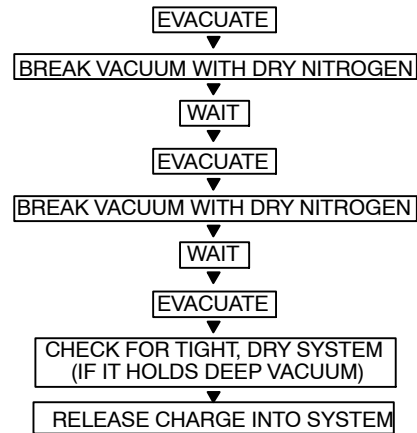 EVACUATE
BREAK VACUUM WITH DRY NITROGEN
WAIT
EVACUATE
BREAK VACUUM WITH DRY NITROGEN
WAIT
EVACUATE
CHECK FOR TIGHT, DRY SYSTEM
(IF IT HOLDS DEEP VACUUM)
RELEASE CHARGE INTO SYSTEM